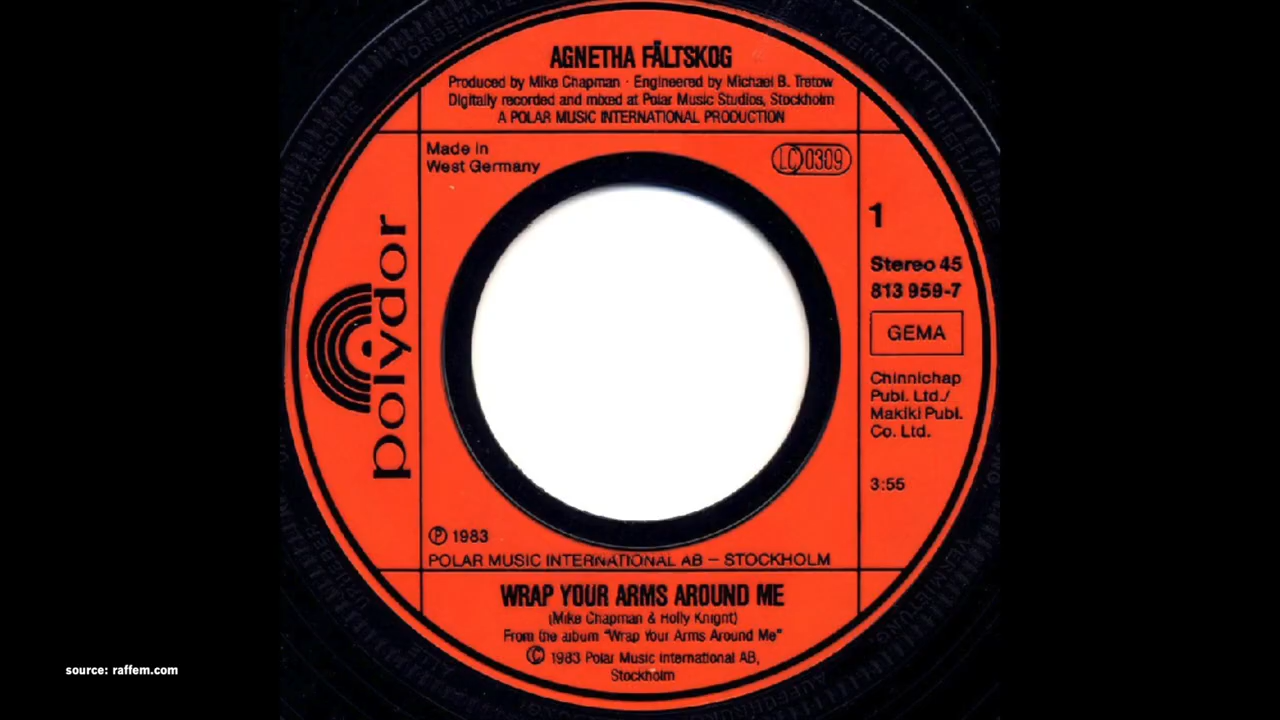 AGNETHA FÄLTSKOG
Produced by Mike Chapman · Engineered by Michael B. Tretow
Digitally recorded and mixed at Polar Music Studios, Stockholm
A POLAR MUSIC INTERNATIONAL PRODUCTION
Made in
West Germany
LC 0309
polydor
1
Stereo 45
813 959-7
GEMA
Chinnichap
Publ. Ltd./
Makiki Publ.
Co. Ltd.
3:55
Ⓟ 1983
POLAR MUSIC INTERNATIONAL AB – STOCKHOLM
WRAP YOUR ARMS AROUND ME
(Mike Chapman & Holly Knight)
From the album "Wrap Your Arms Around Me"
© 1983 Polar Music International AB,
Stockholm
source: raffem.com